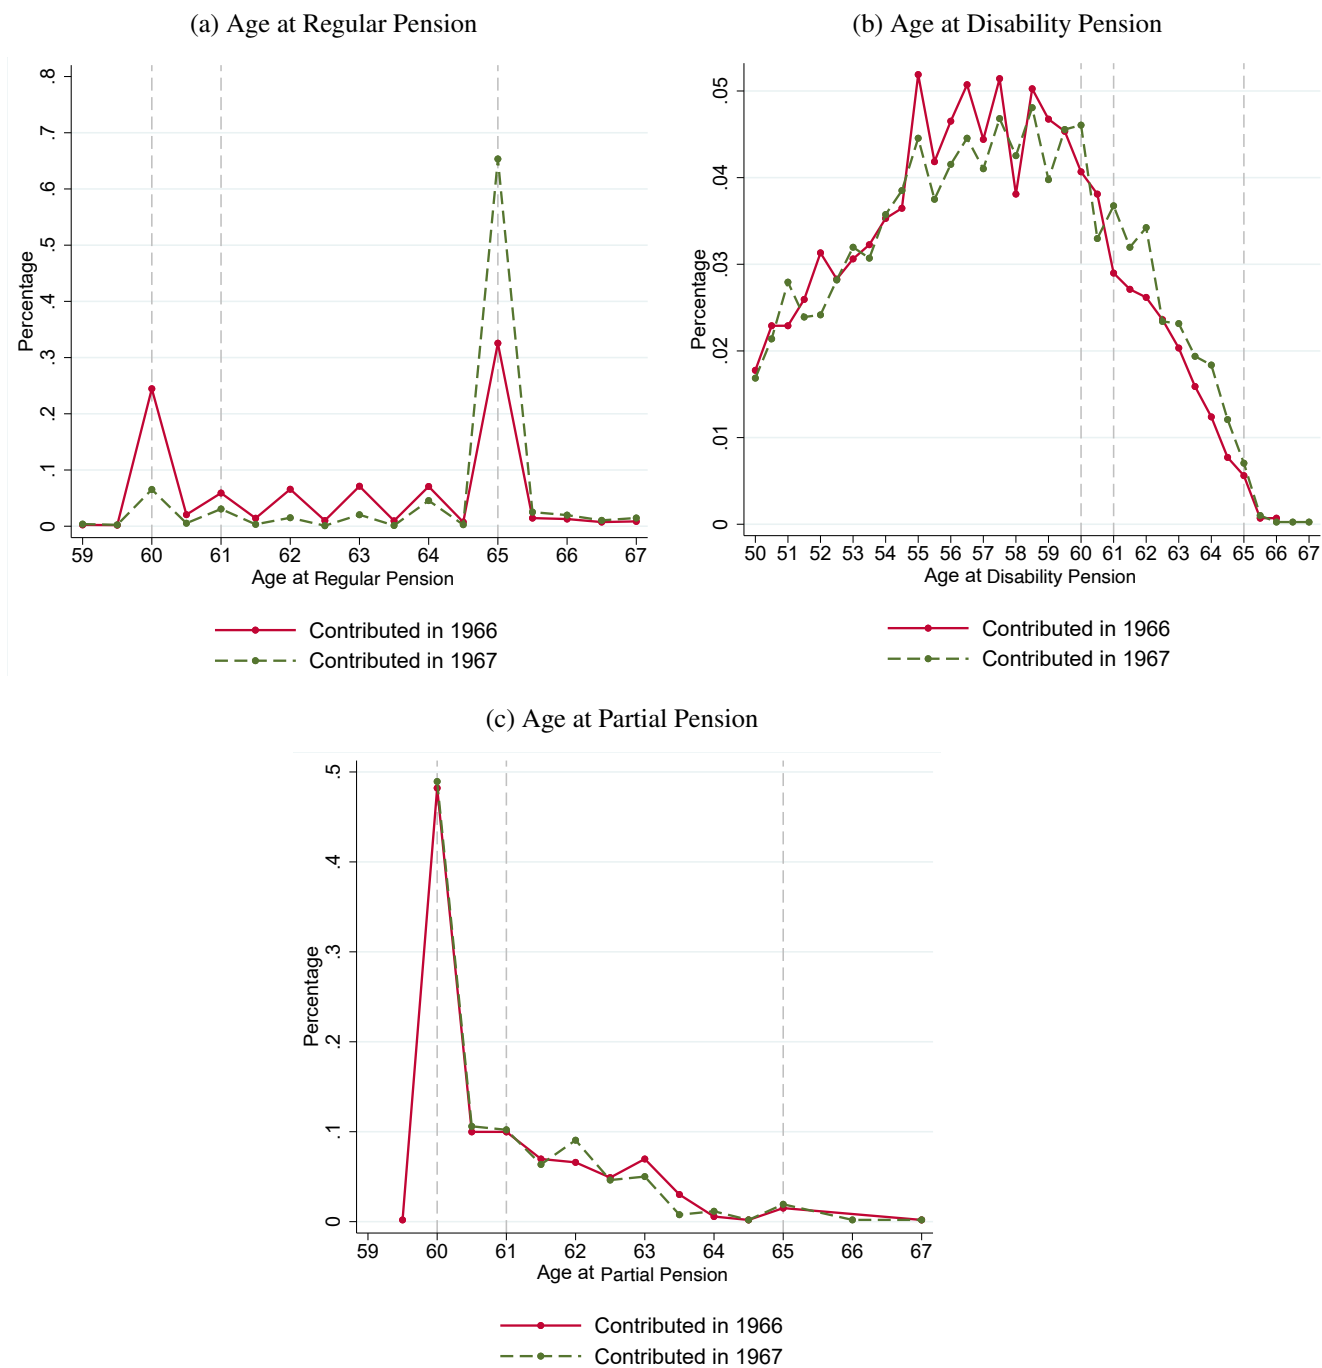 (a) Age at Regular Pension
Percentage
.8
.7
.6
.5
.4
.3
.2
.1
0
59 60 61 62 63 64 65 66 67
Age at Regular Pension
Contributed in 1966
Contributed in 1967
(b) Age at Disability Pension
Percentage
.05
.04
.03
.02
.01
0
50 51 52 53 54 55 56 57 58 59 60 61 62 63 64 65 66 67
Age at Disability Pension
Contributed in 1966
Contributed in 1967
(c) Age at Partial Pension
Percentage
.5
.4
.3
.2
.1
0
59 60 61 62 63 64 65 66 67
Age at Partial Pension
Contributed in 1966
Contributed in 1967